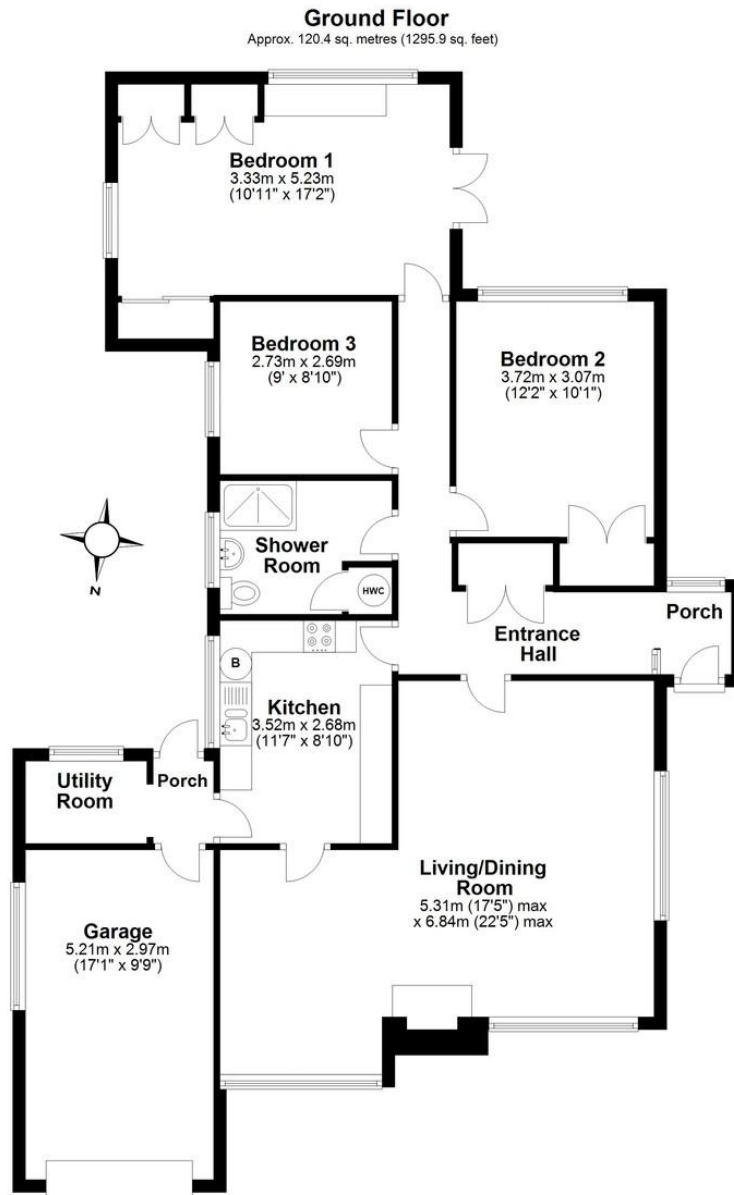 Ground Floor
Approx. 120.4 sq. metres (1295.9 sq. feet)
Bedroom 1
3.33m x 5.23m
(10'11" x 17'2")
Bedroom 3
2.73m x 2.69m
(9' x 8'10")
Bedroom 2
3.72m x 3.07m
(12'2" x 10'1")
N
Shower
Room
HWC
Porch
Entrance
Hall
B
Kitchen
3.52m x 2.68m
(11'7" x 8'10")
Utility
Room
Porch
Living/Dining
Room
5.31m (17'5") max
x 6.84m (22'5") max
Garage
5.21m x 2.97m
(17'1" x 9'9")